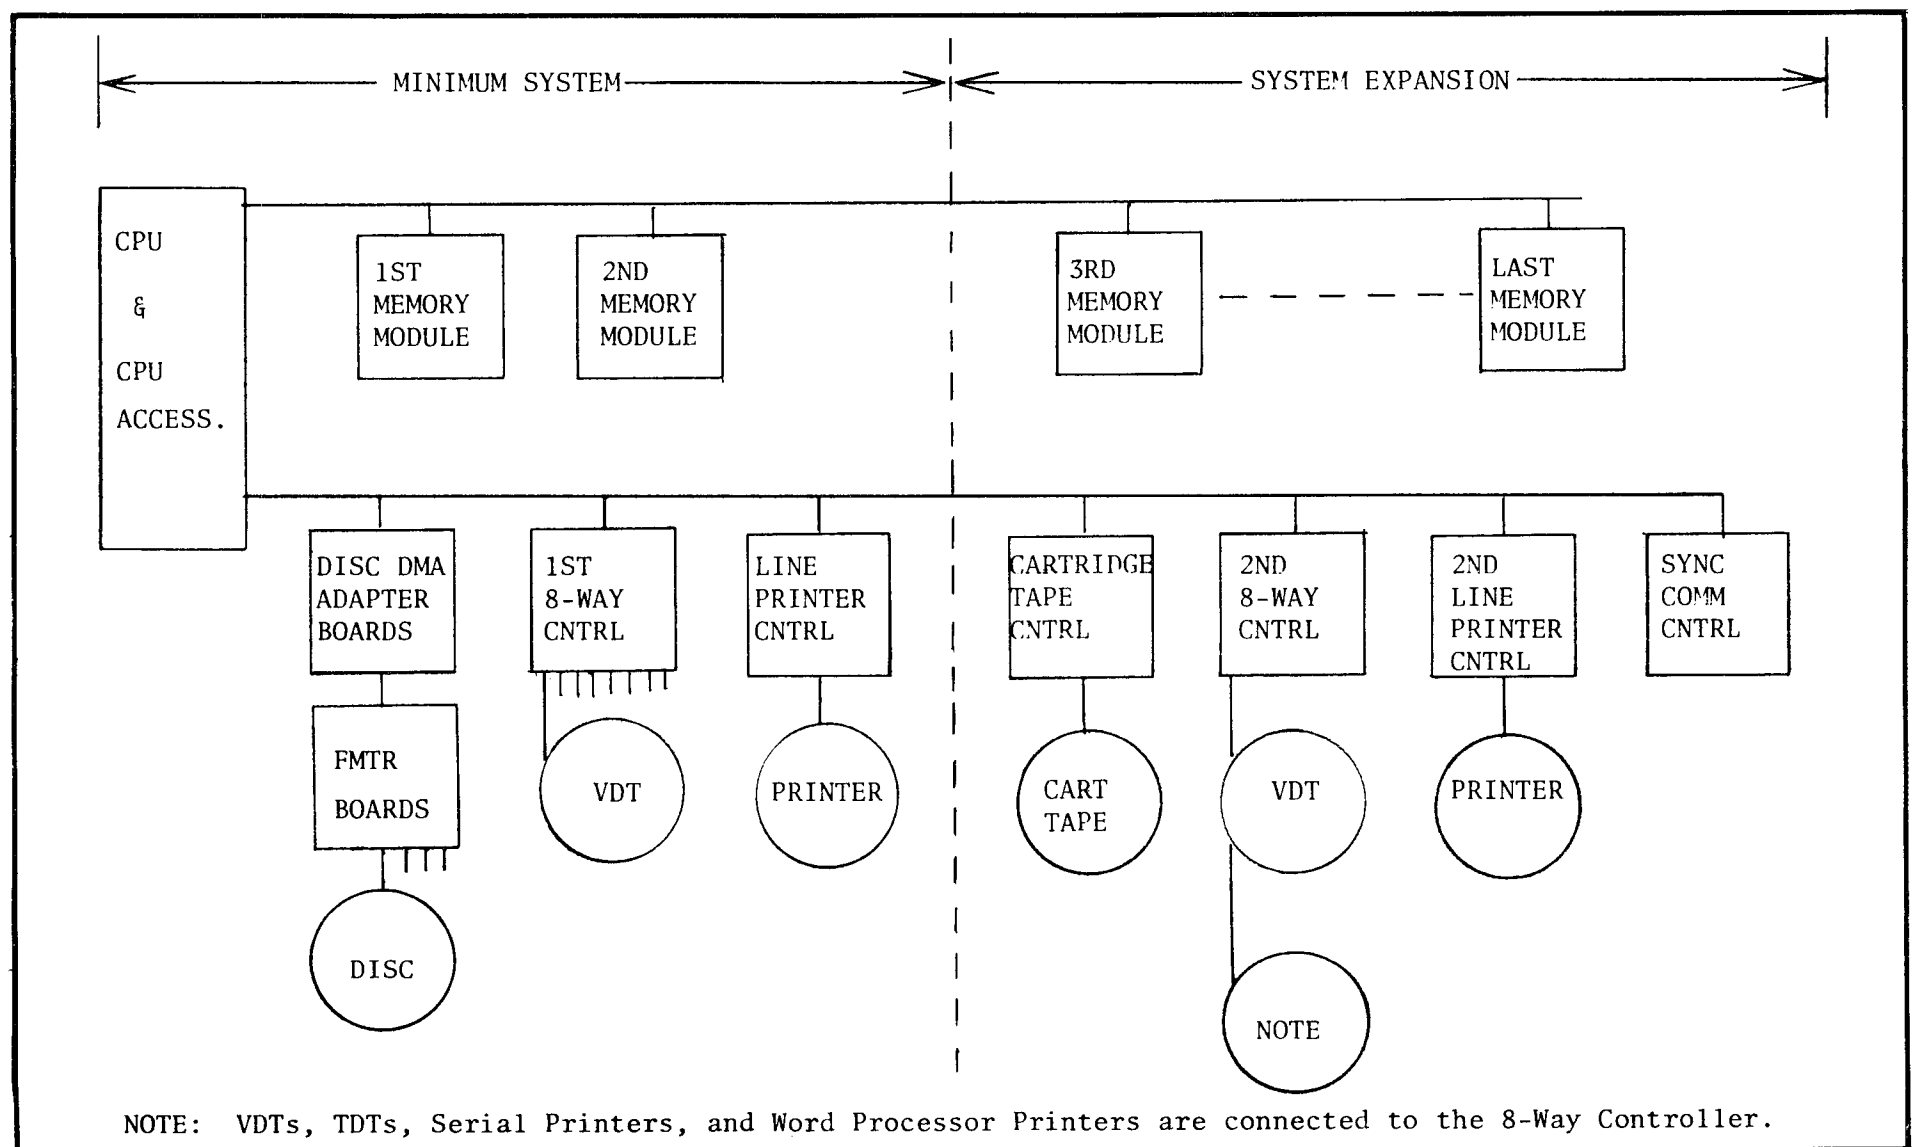 MINIMUM SYSTEM
SYSTEM EXPANSION
CPU
&
CPU
ACCESS.
1ST
MEMORY
MODULE
2ND
MEMORY
MODULE
3RD
MEMORY
MODULE
LAST
MEMORY
MODULE
DISC DMA
ADAPTER
BOARDS
1ST
8-WAY
CNTRL
LINE
PRINTER
CNTRL
CARTRIDGE
TAPE
CNTRL
2ND
8-WAY
CNTRL
2ND
LINE
PRINTER
CNTRL
SYNC
COMM
CNTRL
FMTR
BOARDS
VDT
PRINTER
CART
TAPE
VDT
PRINTER
DISC
NOTE
NOTE: VDTs, TDTs, Serial Printers, and Word Processor Printers are connected to the 8-Way Controller.